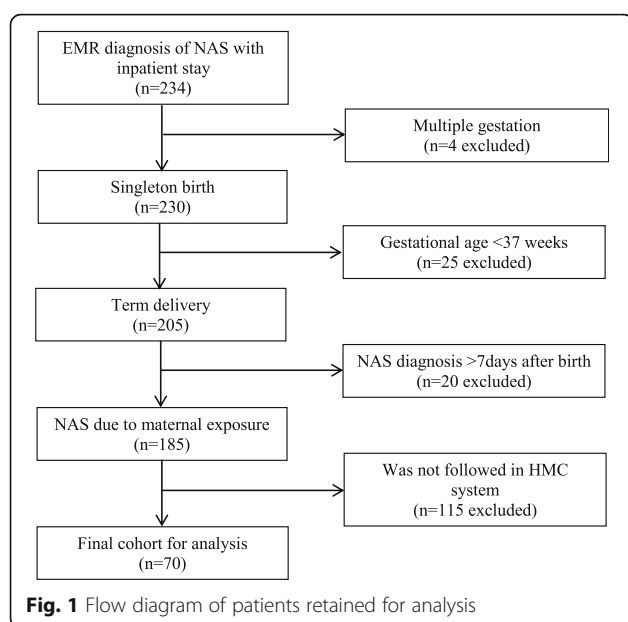 EMR diagnosis of NAS with
inpatient stay
(n=234)
Multiple gestation
(n=4 excluded)
Singleton birth
(n=230)
Gestational age <37 weeks
(n=25 excluded)
Term delivery
(n=205)
NAS diagnosis >7days after birth
(n=20 excluded)
NAS due to maternal exposure
(n=185)
Was not followed in HMC
system
(n=115 excluded)
Final cohort for analysis
(n=70)
Fig. 1 Flow diagram of patients retained for analysis